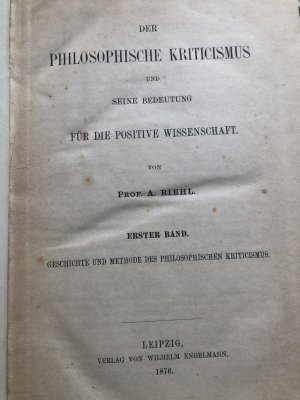 DER
PHILOSOPHISCHE KRITICISMUS
UND
SEINE BEDEUTUNG
FÜR DIE POSITIVE WISSENSCHAFT.
VON
PROF. A. RIEHL.
ERSTER BAND.
GESCHICHTE UND METHODE DES PHILOSOPHISCHEN KRITICISMUS.
LEIPZIG,
VERLAG VON WILHELM ENGELMANN.
1876.